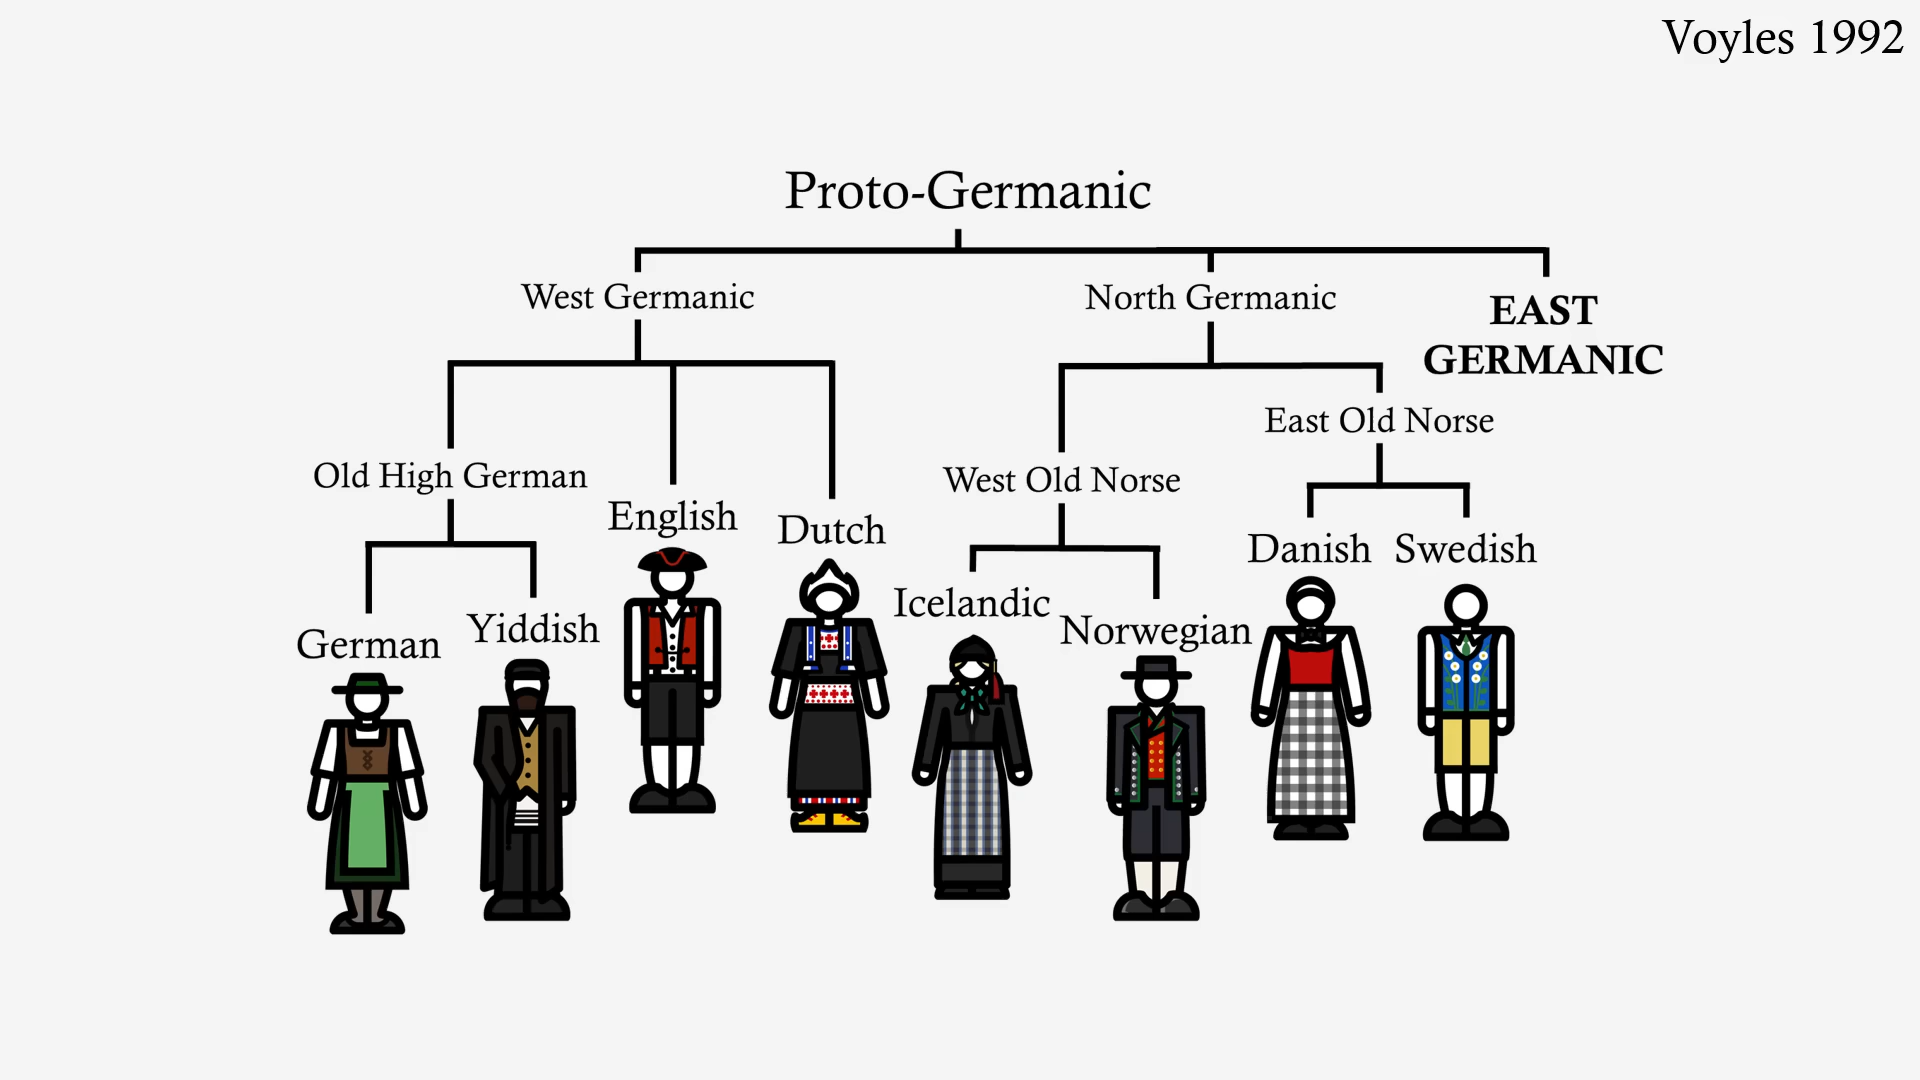 Voyles 1992
Proto-Germanic
West Germanic
North Germanic
EAST
GERMANIC
East Old Norse
Old High German
West Old Norse
English
Dutch
Danish
Swedish
Icelandic
Yiddish
Norwegian
German